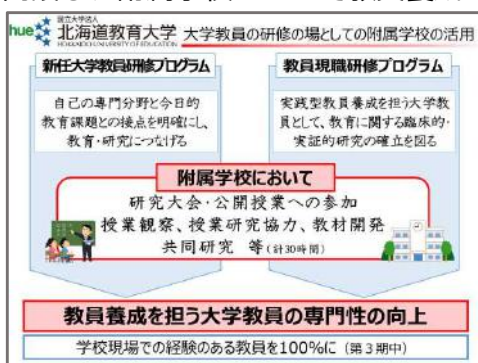 hue 国立大学法人
北海道教育大学 大学教員の研修の場としての附属学校の活用
HOKKAIDO UNIVERSITY OF EDUCATION
新任大学教員研修プログラム
自己の専門分野と今日的
教育課題との接点を明確にし、
教育・研究につなげる
教員現職研修プログラム
実践型教員養成を担う大学教
員として、教育に関する臨床的・
実証的研究の確立を図る
附属学校において
研究大会・公開授業への参加
授業観察、授業研究協力、教材開発
共同研究 等(計30時間)
教員養成を担う大学教員の専門性の向上
学校現場での経験のある教員を100%に(第3期中)